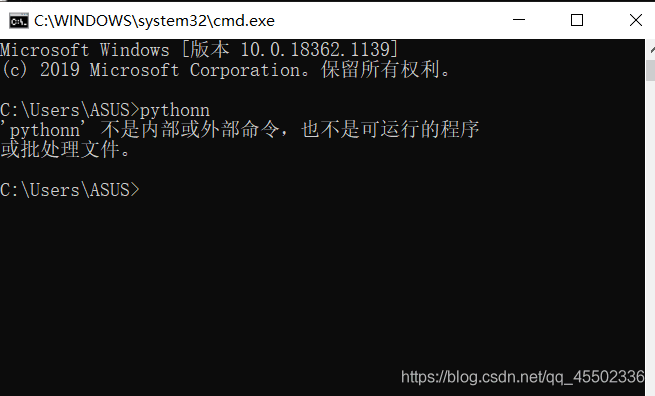 C:\WINDOWS\system32\cmd.exe
Microsoft Windows [版本 10.0.18362.1139]
(c) 2019 Microsoft Corporation。保留所有权利。
C:\Users\ASUS>pythonn
'pythonn' 不是内部或外部命令，也不是可运行的程序
或批处理文件。
C:\Users\ASUS>
https://blog.csdn.net/qq_45502336